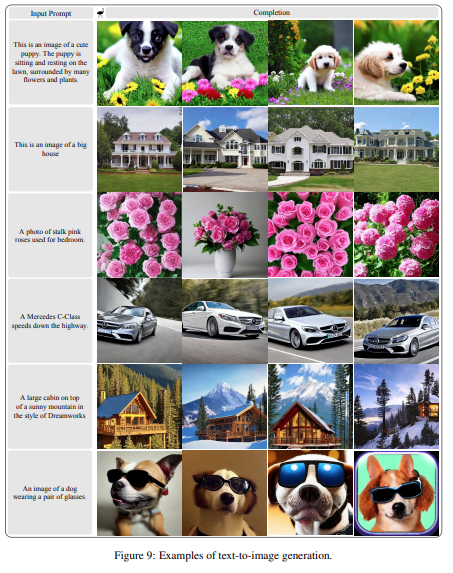 Input Prompt
Completion
This is an image of a cute
puppy. The puppy is
sitting and resting on the
lawn, surrounded by many
flowers and plants.
This is an image of a big
house
A photo of stalk pink
roses used for bedroom.
A Mercedes C-Class
speeds down the highway.
A large cabin on top
of a sunny mountain in
the style of Dreamworks
An image of a dog
wearing a pair of glasses.
Figure 9: Examples of text-to-image generation.